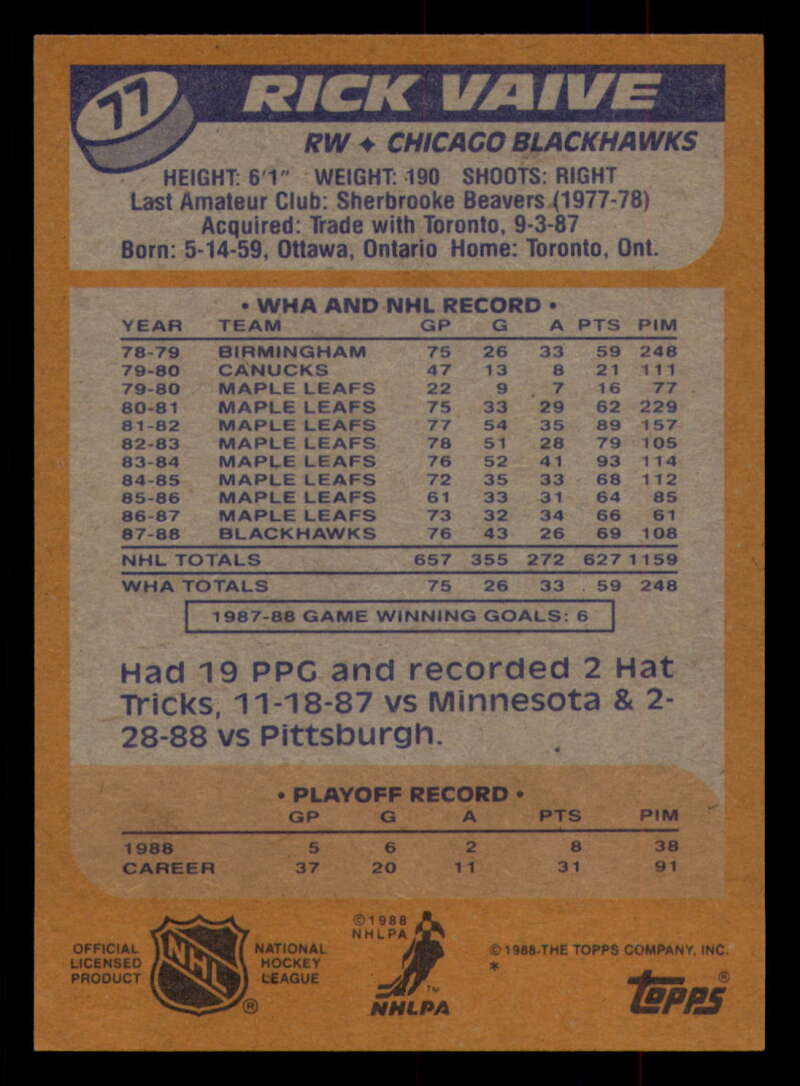 77
RICK VAIVE
RW ✦ CHICAGO BLACKHAWKS
HEIGHT: 6'1" WEIGHT: 190 SHOOTS: RIGHT
Last Amateur Club: Sherbrooke Beavers (1977-78)
Acquired: Trade with Toronto, 9-3-87
Born: 5-14-59, Ottawa, Ontario Home: Toronto, Ont.
• WHA AND NHL RECORD •
YEAR TEAM GP G A PTS PIM
78-79 BIRMINGHAM 75 26 33 59 248
79-80 CANUCKS 47 13 8 21 111
79-80 MAPLE LEAFS 22 9 7 16 77
80-81 MAPLE LEAFS 75 33 29 62 229
81-82 MAPLE LEAFS 77 54 35 89 157
82-83 MAPLE LEAFS 78 51 28 79 105
83-84 MAPLE LEAFS 76 52 41 93 114
84-85 MAPLE LEAFS 72 35 33 68 112
85-86 MAPLE LEAFS 61 33 31 64 85
86-87 MAPLE LEAFS 73 32 34 66 61
87-88 BLACKHAWKS 76 43 26 69 108
NHL TOTALS 657 355 272 627 1159
WHA TOTALS 75 26 33 59 248
1987-88 GAME WINNING GOALS: 6
Had 19 PPG and recorded 2 Hat
Tricks, 11-18-87 vs Minnesota & 2-
28-88 vs Pittsburgh.
• PLAYOFF RECORD •
GP G A PTS PIM
1988 5 6 2 8 38
CAREER 37 20 11 31 91
OFFICIAL
LICENSED
PRODUCT
NHL
®
NATIONAL
HOCKEY
LEAGUE
©1988
NHLPA
TM
NHLPA
©1988-THE TOPPS COMPANY, INC.
*
topps®